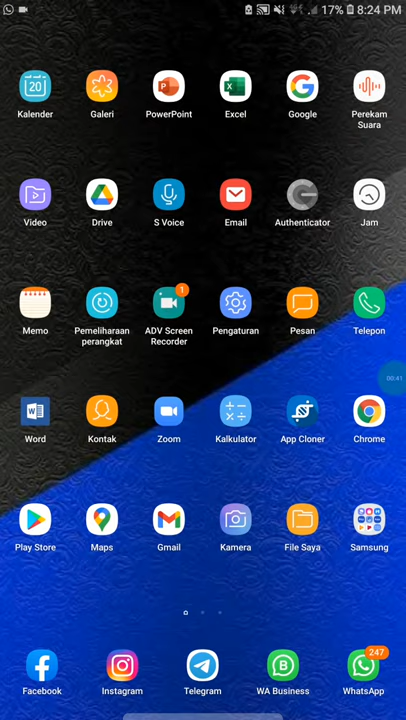 17% 8:24 PM
20
Kalender Galeri PowerPoint Excel Google Perekam
Suara
Video Drive S Voice Email Authenticator Jam
1
Memo Pemeliharaan ADV Screen Pengaturan Pesan Telepon
perangkat Recorder
00:41
Word Kontak Zoom Kalkulator App Cloner Chrome
Play Store Maps Gmail Kamera File Saya Samsung
247
Facebook Instagram Telegram WA Business WhatsApp